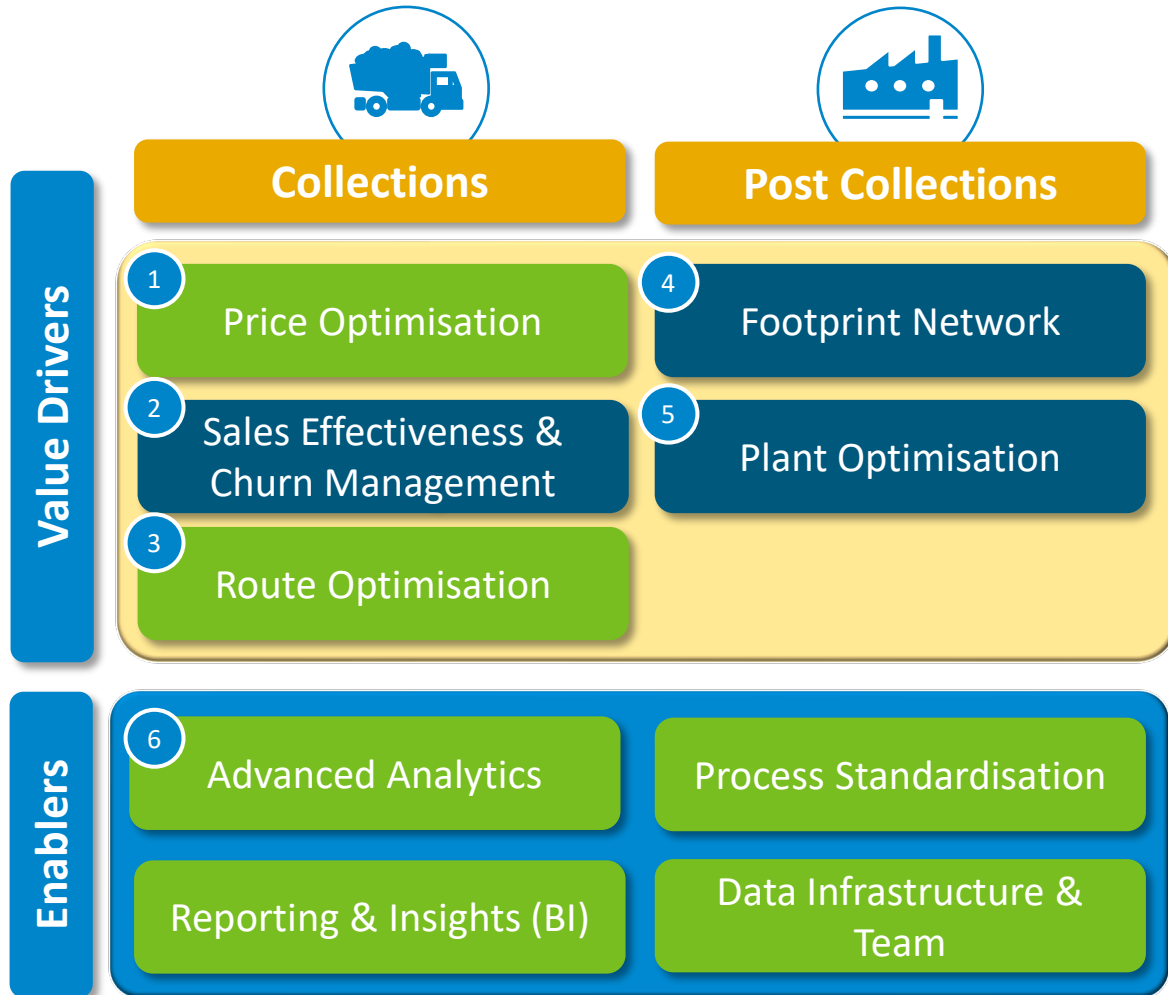 Collections
Post Collections
Value Drivers
1
Price Optimisation
4
Footprint Network
2
Sales Effectiveness &
Churn Management
5
Plant Optimisation
3
Route Optimisation
Enablers
6
Advanced Analytics
Process Standardisation
Reporting & Insights (BI)
Data Infrastructure &
Team